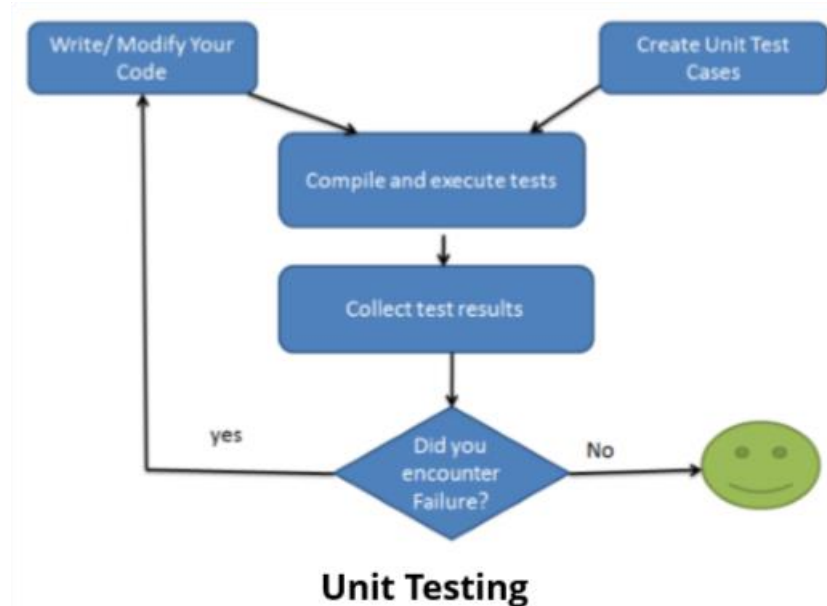 Write/ Modify Your
Code
Create Unit Test
Cases
Compile and execute tests
Collect test results
Did you
encounter
Failure?
yes
No
Unit Testing